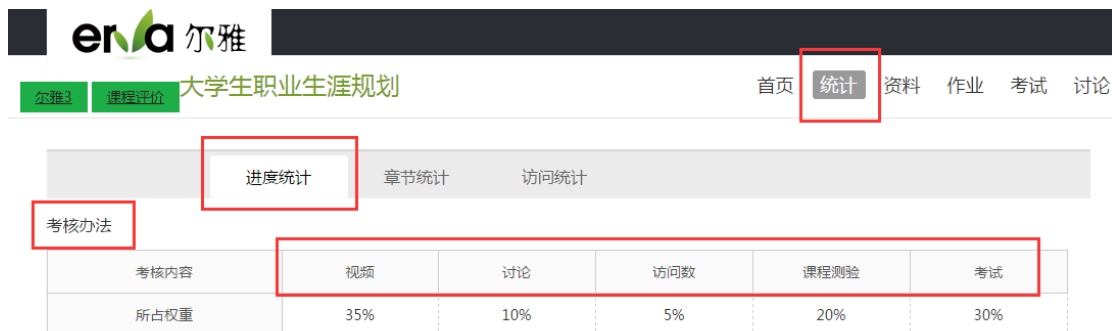 erya 尔雅
尔雅3 课程评价 大学生职业生涯规划 首页 统计 资料 作业 考试 讨论
进度统计 章节统计 访问统计
考核办法
考核内容 视频 讨论 访问数 课程测验 考试
所占权重 35% 10% 5% 20% 30%